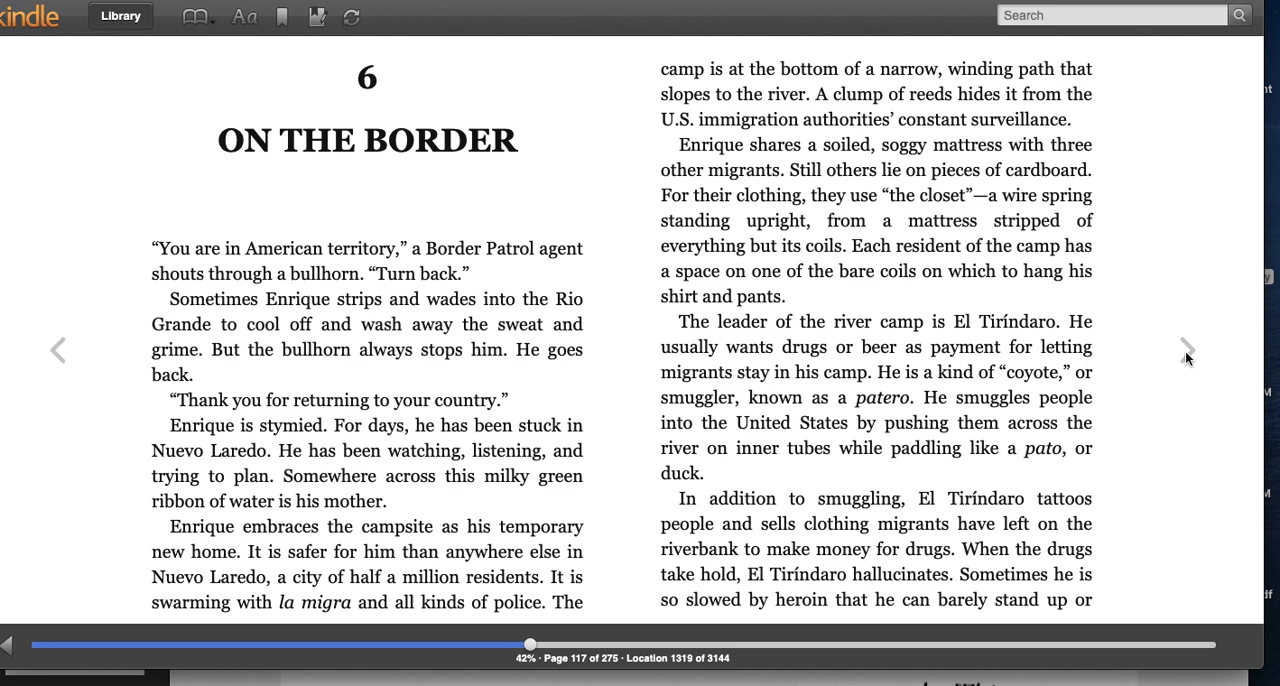 kindle
Library
Aa
Search
6
ON THE BORDER
“You are in American territory,” a Border Patrol agent
shouts through a bullhorn. “Turn back.”
Sometimes Enrique strips and wades into the Rio
Grande to cool off and wash away the sweat and
grime. But the bullhorn always stops him. He goes
back.
“Thank you for returning to your country.”
Enrique is stymied. For days, he has been stuck in
Nuevo Laredo. He has been watching, listening, and
trying to plan. Somewhere across this milky green
ribbon of water is his mother.
Enrique embraces the campsite as his temporary
new home. It is safer for him than anywhere else in
Nuevo Laredo, a city of half a million residents. It is
swarming with la migra and all kinds of police. The
camp is at the bottom of a narrow, winding path that
slopes to the river. A clump of reeds hides it from the
U.S. immigration authorities’ constant surveillance.
Enrique shares a soiled, soggy mattress with three
other migrants. Still others lie on pieces of cardboard.
For their clothing, they use “the closet”—a wire spring
standing upright, from a mattress stripped of
everything but its coils. Each resident of the camp has
a space on one of the bare coils on which to hang his
shirt and pants.
The leader of the river camp is El Tiríndaro. He
usually wants drugs or beer as payment for letting
migrants stay in his camp. He is a kind of “coyote,” or
smuggler, known as a patero. He smuggles people
into the United States by pushing them across the
river on inner tubes while paddling like a pato, or
duck.
In addition to smuggling, El Tiríndaro tattoos
people and sells clothing migrants have left on the
riverbank to make money for drugs. When the drugs
take hold, El Tiríndaro hallucinates. Sometimes he is
so slowed by heroin that he can barely stand up or
42% · Page 117 of 275 · Location 1319 of 3144